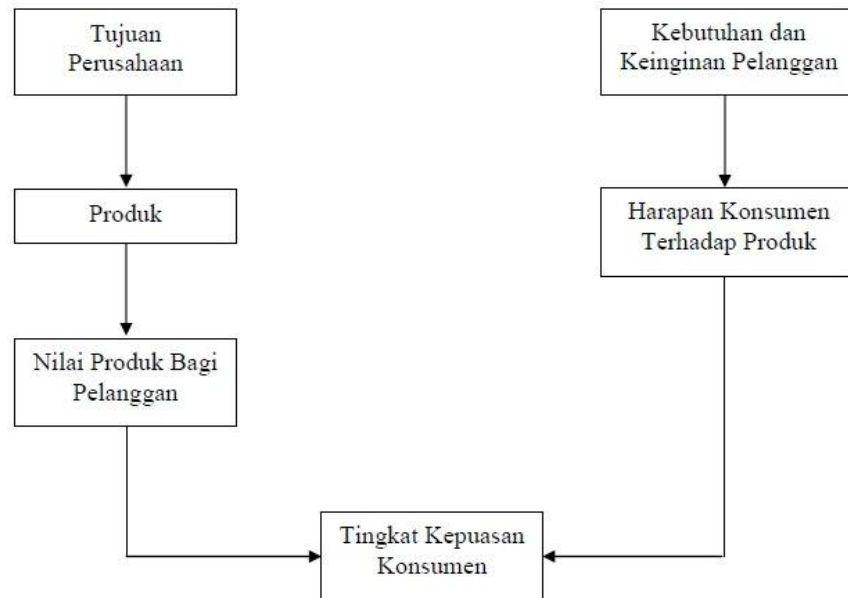 Tujuan
Perusahaan
Kebutuhan dan
Keinginan Pelanggan
Produk
Harapan Konsumen
Terhadap Produk
Nilai Produk Bagi
Pelanggan
Tingkat Kepuasan
Konsumen